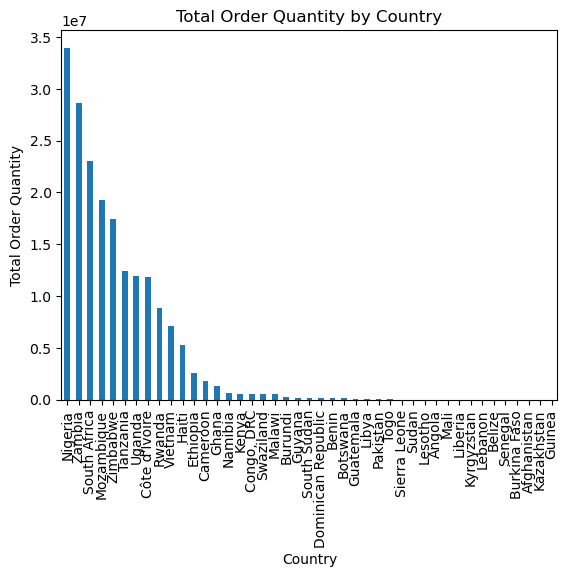 Total Order Quantity by Country
1e7
3.5
3.0
2.5
2.0
1.5
1.0
0.5
0.0
Total Order Quantity
Nigeria
Zambia
South Africa
Mozambique
Zimbabwe
Tanzania
Uganda
Côte d'Ivoire
Rwanda
Vietnam
Haiti
Ethiopia
Cameroon
Ghana
Namibia
Kenya
Congo, DRC
Swaziland
Malawi
Burundi
Guyana
South Sudan
Dominican Republic
Benin
Botswana
Guatemala
Libya
Pakistan
Togo
Sierra Leone
Sudan
Lesotho
Angola
Mali
Liberia
Kyrgyzstan
Lebanon
Belize
Senegal
Burkina Faso
Afghanistan
Kazakhstan
Guinea
Country